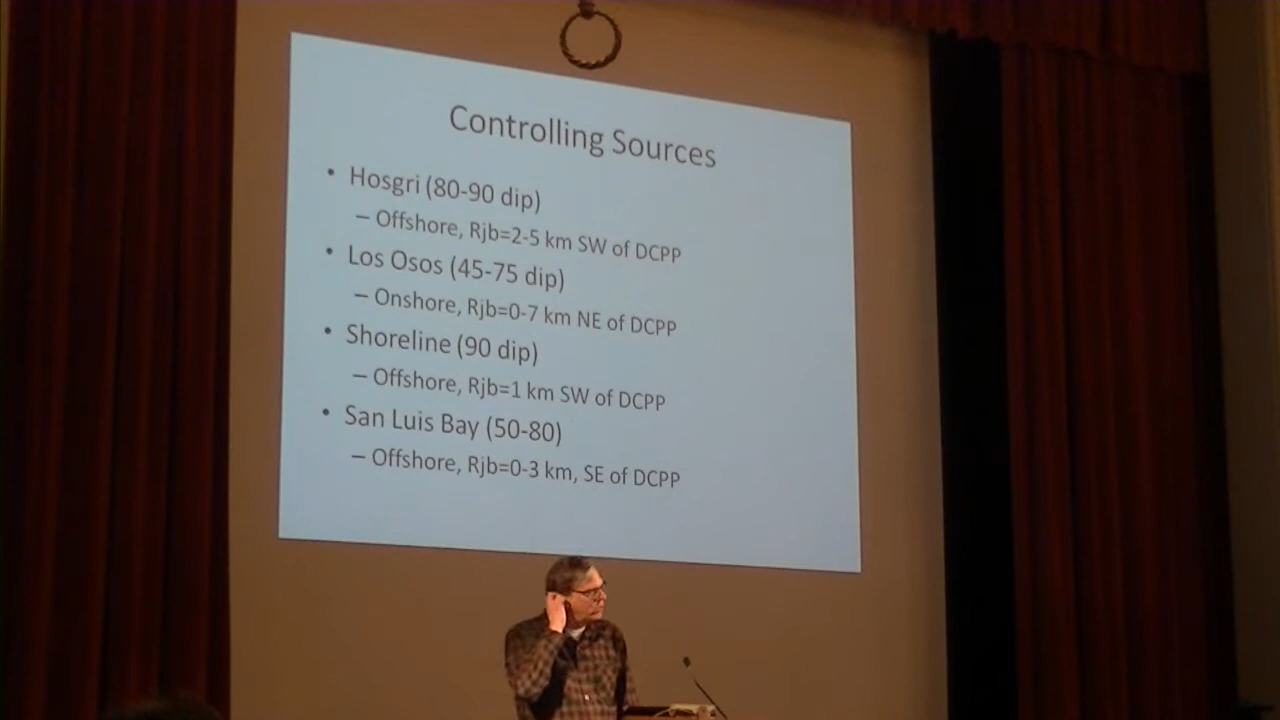 Controlling Sources
• Hosgri (80-90 dip)
– Offshore, Rjb=2-5 km SW of DCPP
• Los Osos (45-75 dip)
– Onshore, Rjb=0-7 km NE of DCPP
• Shoreline (90 dip)
– Offshore, Rjb=1 km SW of DCPP
• San Luis Bay (50-80)
– Offshore, Rjb=0-3 km, SE of DCPP